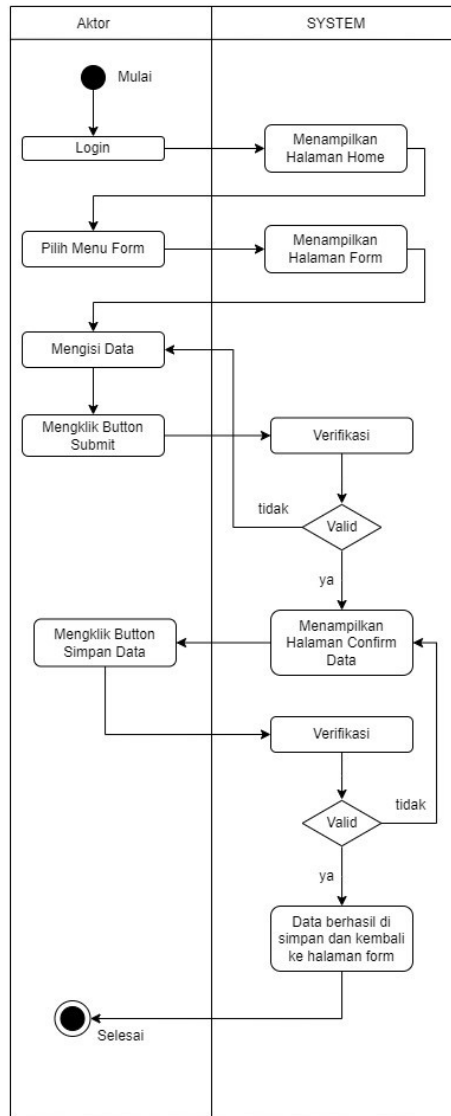 Aktor
SYSTEM
Mulai
Login
Menampilkan
Halaman Home
Pilih Menu Form
Menampilkan
Halaman Form
Mengisi Data
Mengklik Button
Submit
Verifikasi
tidak
Valid
ya
Mengklik Button
Simpan Data
Menampilkan
Halaman Confirm
Data
Verifikasi
Valid
tidak
ya
Data berhasil di
simpan dan kembali
ke halaman form
Selesai